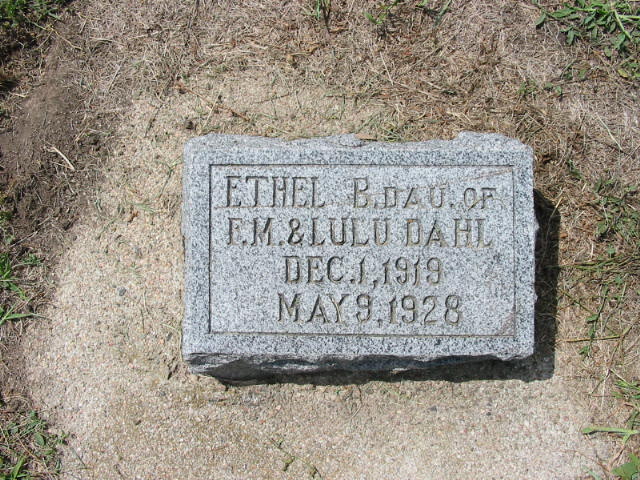 ETHEL B. DAU. OF
F.M. & LULU DAHL
DEC. 1, 1919
MAY 9, 1928